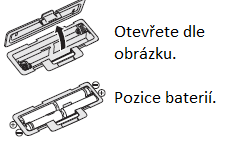 Otevřete dle
obrázku.
Pozice baterií.